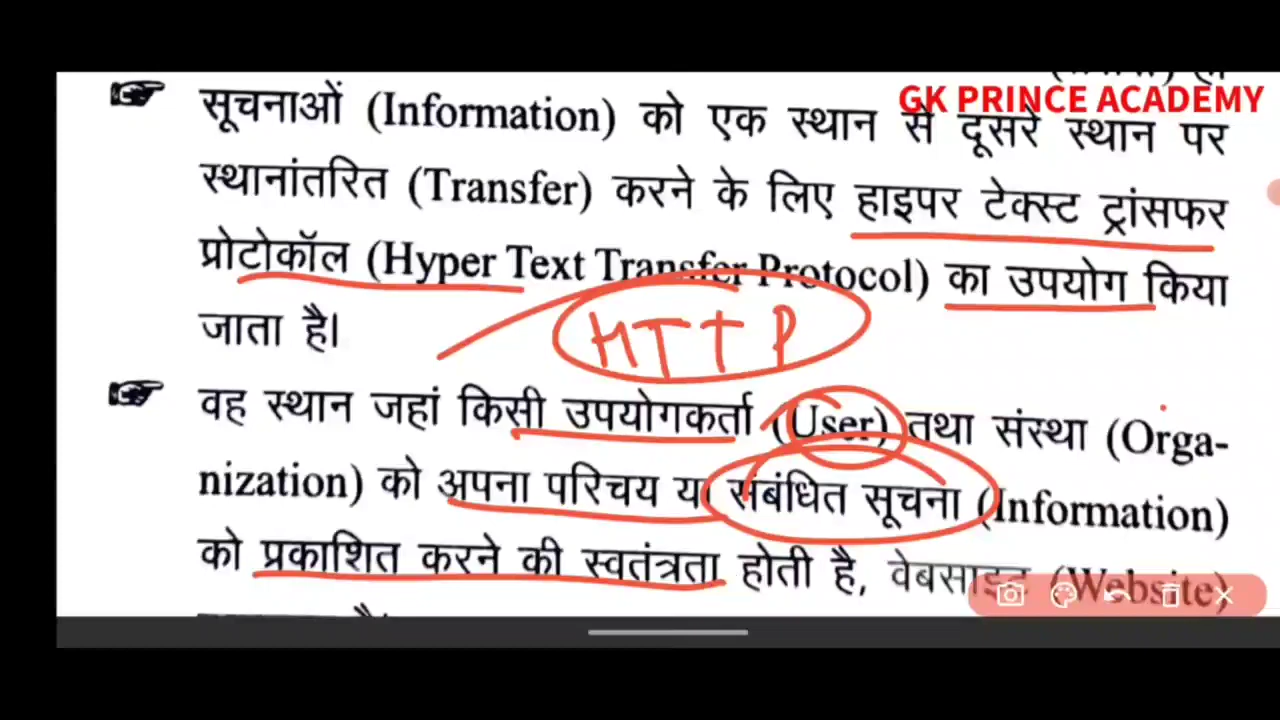 GK PRINCE ACADEMY
सूचनाओं (Information) को एक स्थान से दूसरे स्थान पर
स्थानांतरित (Transfer) करने के लिए हाइपर टेक्स्ट ट्रांसफर
प्रोटोकॉल (Hyper Text Transfer Protocol) का उपयोग किया
जाता है।
HTTP
वह स्थान जहां किसी उपयोगकर्ता (User) तथा संस्था (Orga-
nization) को अपना परिचय या संबंधित सूचना (Information)
को प्रकाशित करने की स्वतंत्रता होती है, वेबसाइट (Website)